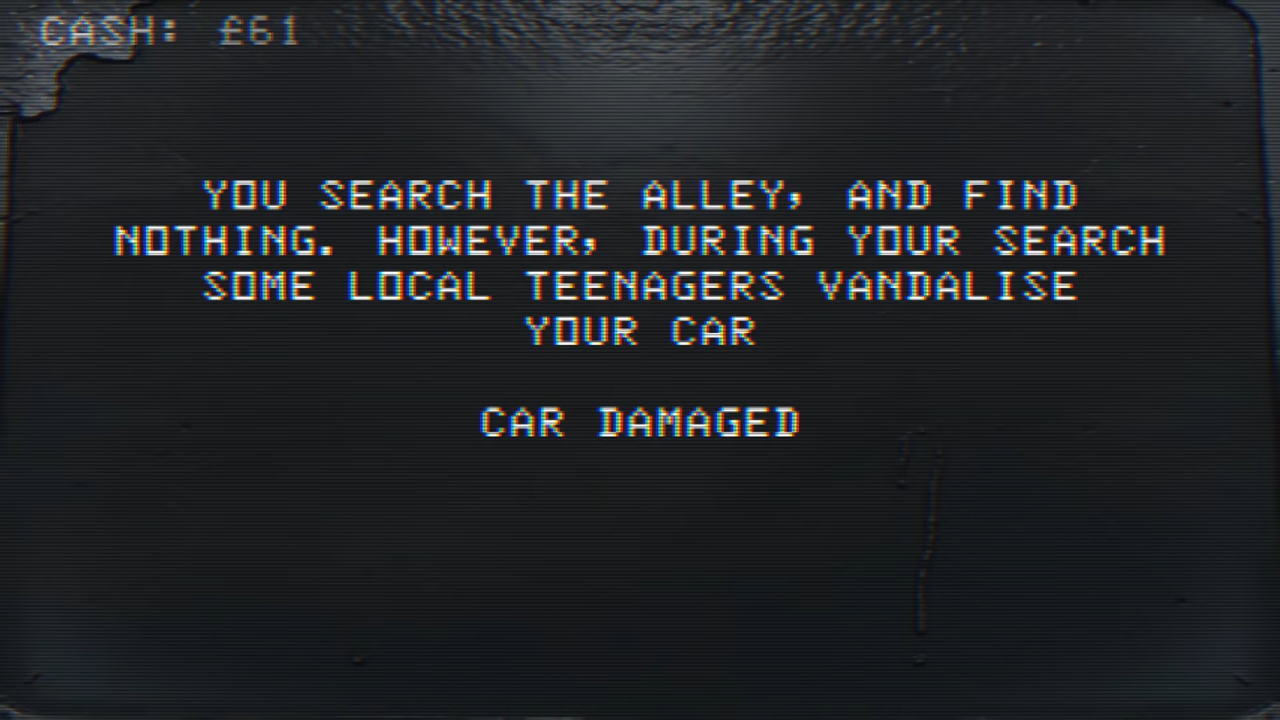 CASH: £61
YOU SEARCH THE ALLEY, AND FIND
NOTHING. HOWEVER, DURING YOUR SEARCH
SOME LOCAL TEENAGERS VANDALISE
YOUR CAR
CAR DAMAGED